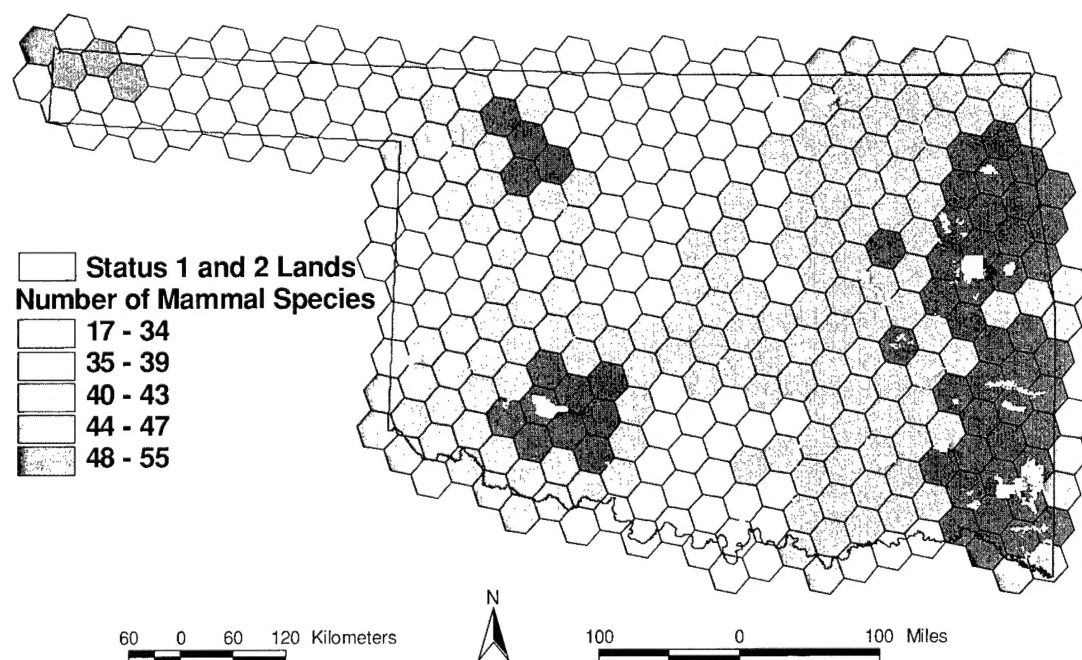 Status 1 and 2 Lands
Number of Mammal Species
17 - 34
35 - 39
40 - 43
44 - 47
48 - 55
N
60 0 60 120 Kilometers
100 0 100 Miles